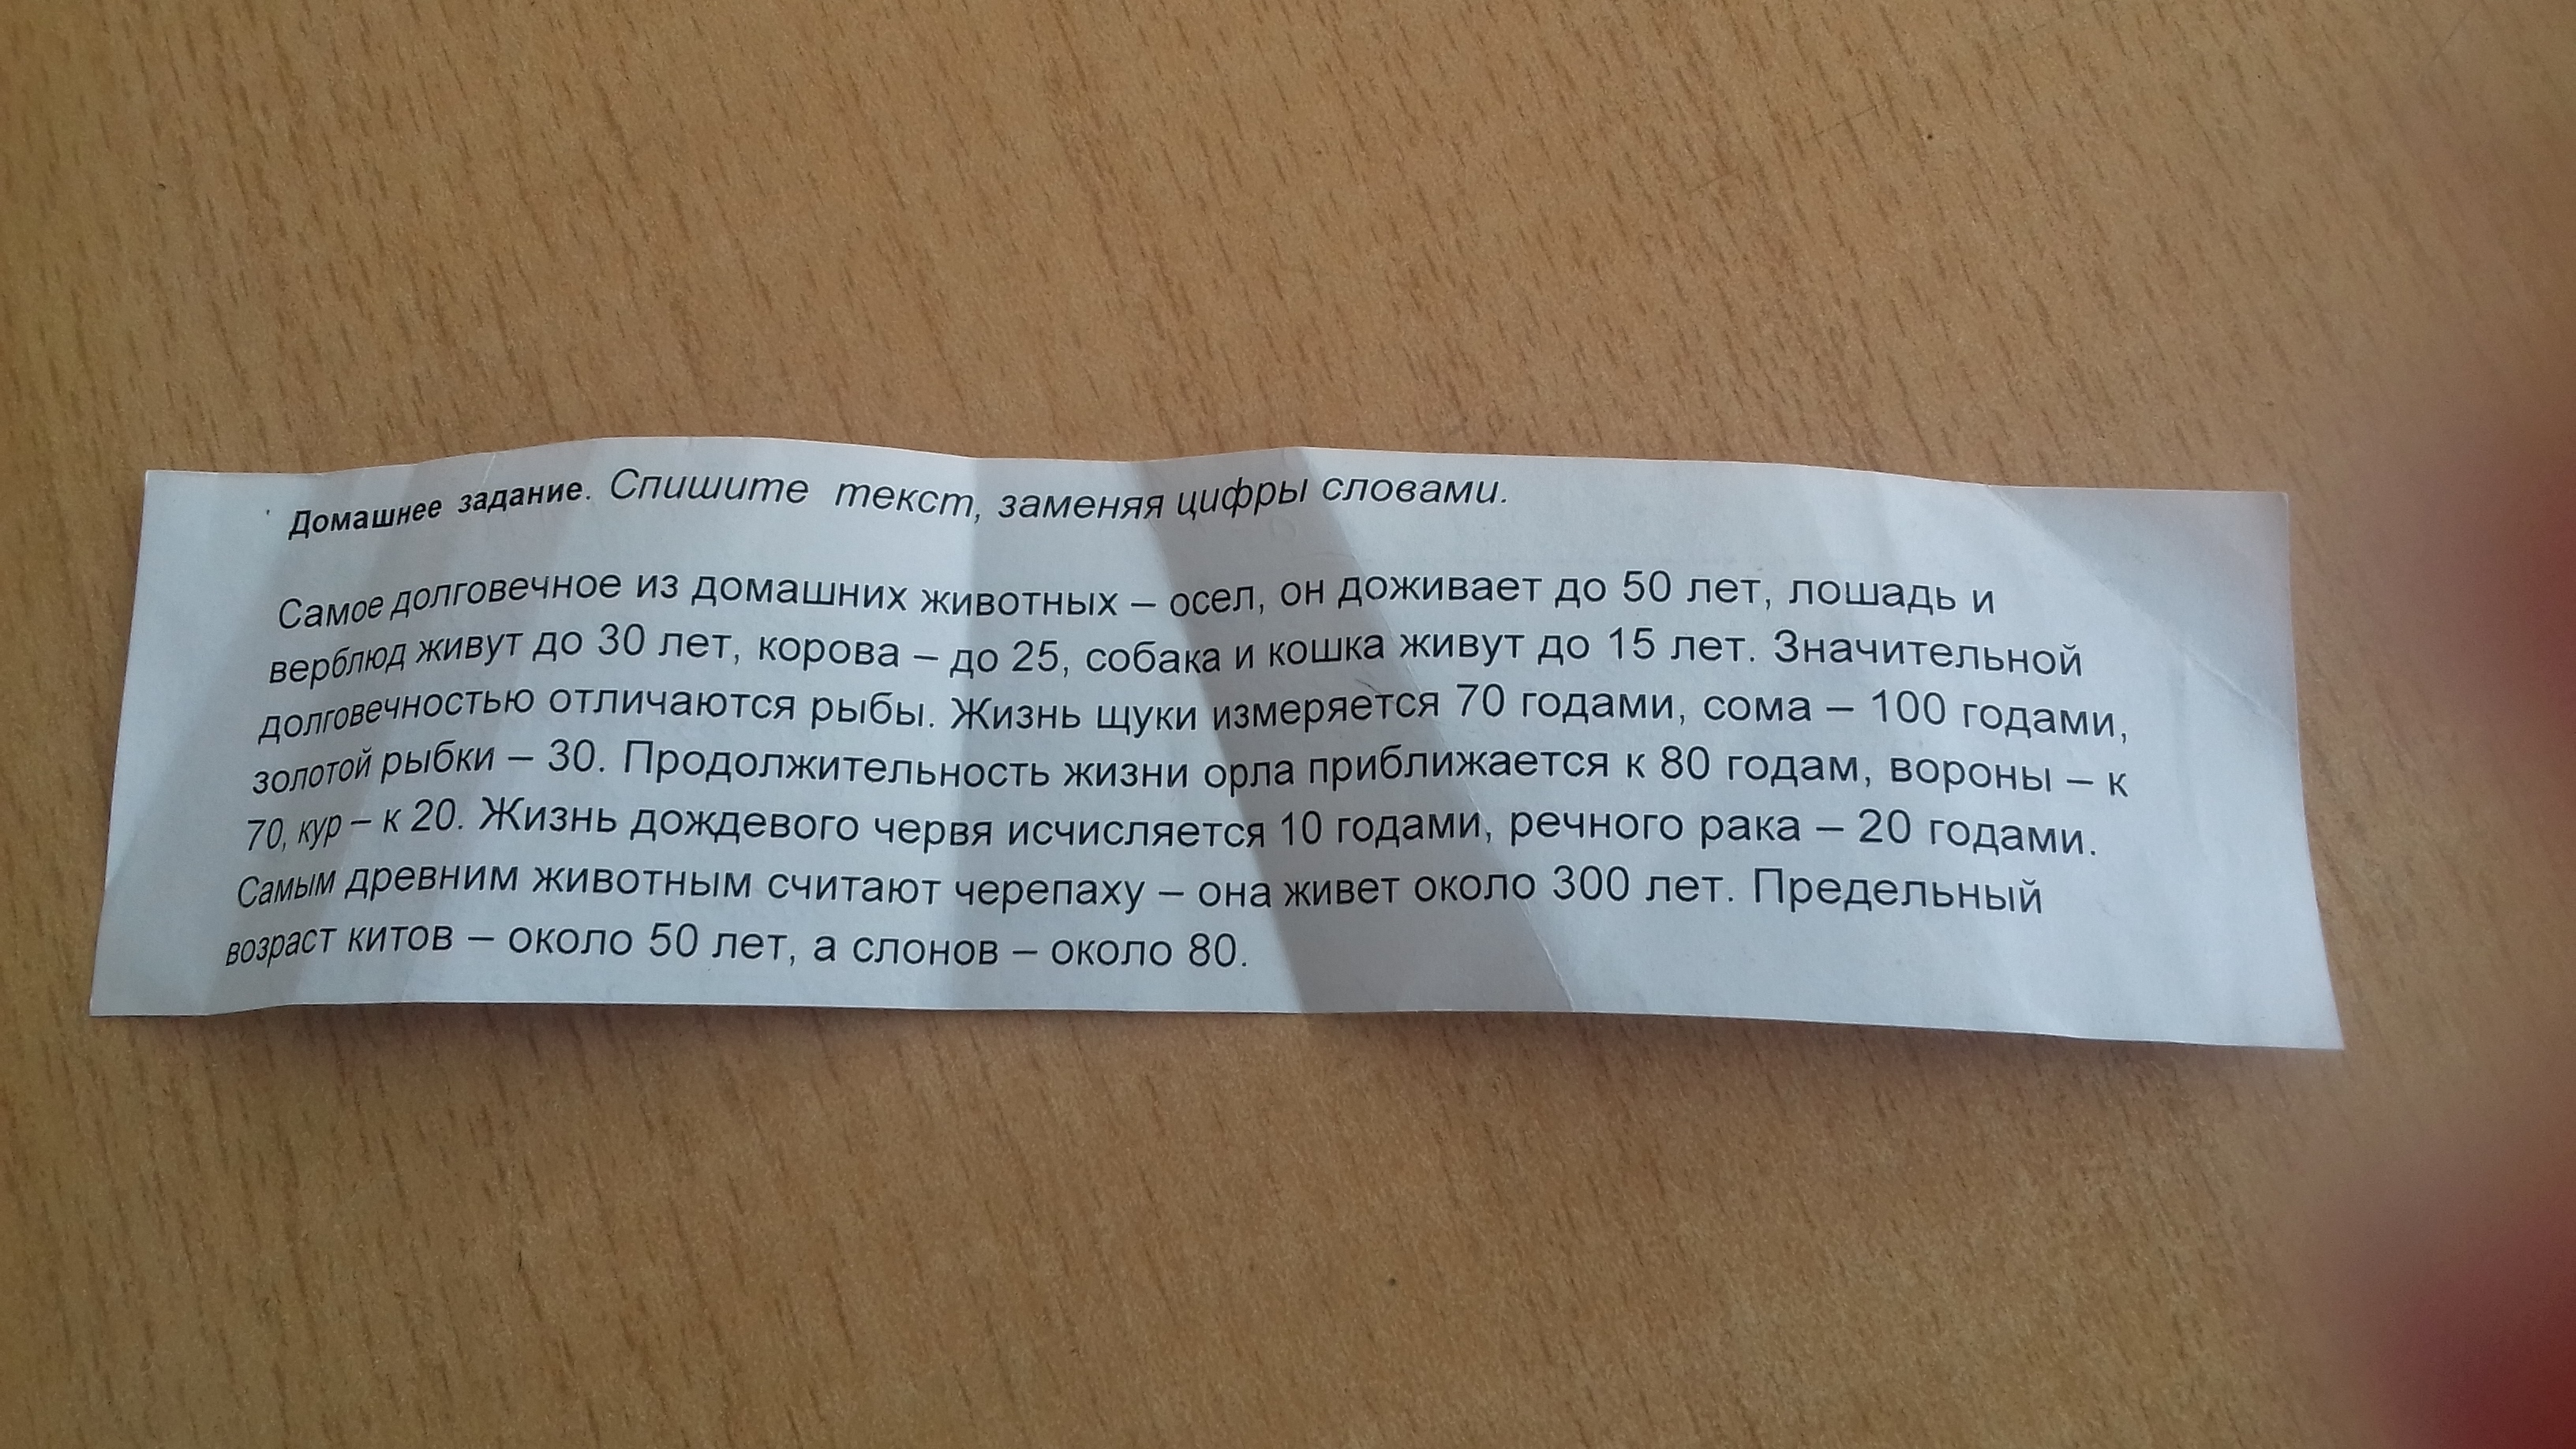 Домашнее задание. Спишите текст, заменяя цифры словами.
Самое долговечное из домашних животных – осел, он доживает до 50 лет, лошадь и
верблюд живут до 30 лет, корова – до 25, собака и кошка живут до 15 лет. Значительной
долговечностью отличаются рыбы. Жизнь щуки измеряется 70 годами, сома – 100 годами,
золотой рыбки – 30. Продолжительность жизни орла приближается к 80 годам, вороны – к
70, кур – к 20. Жизнь дождевого червя исчисляется 10 годами, речного рака – 20 годами.
Самым древним животным считают черепаху – она живет около 300 лет. Предельный
возраст китов – около 50 лет, а слонов – около 80.